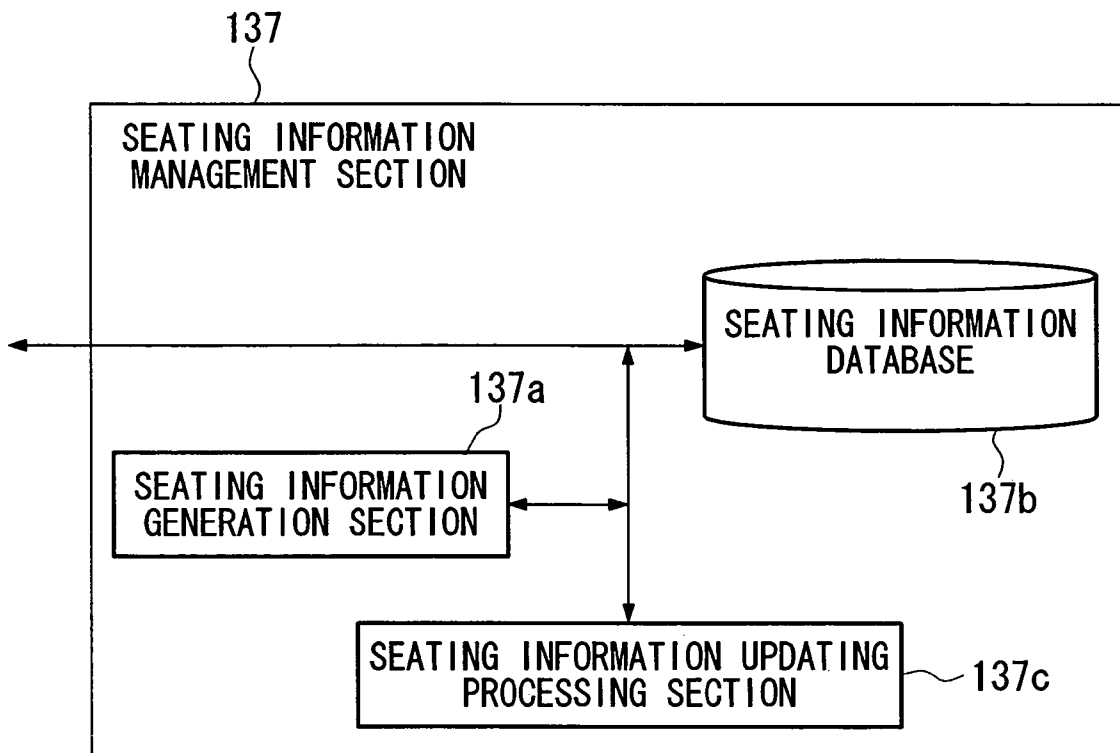 137
SEATING INFORMATION
MANAGEMENT SECTION
SEATING INFORMATION
DATABASE
137a
SEATING INFORMATION
GENERATION SECTION
137b
SEATING INFORMATION UPDATING
PROCESSING SECTION
137c